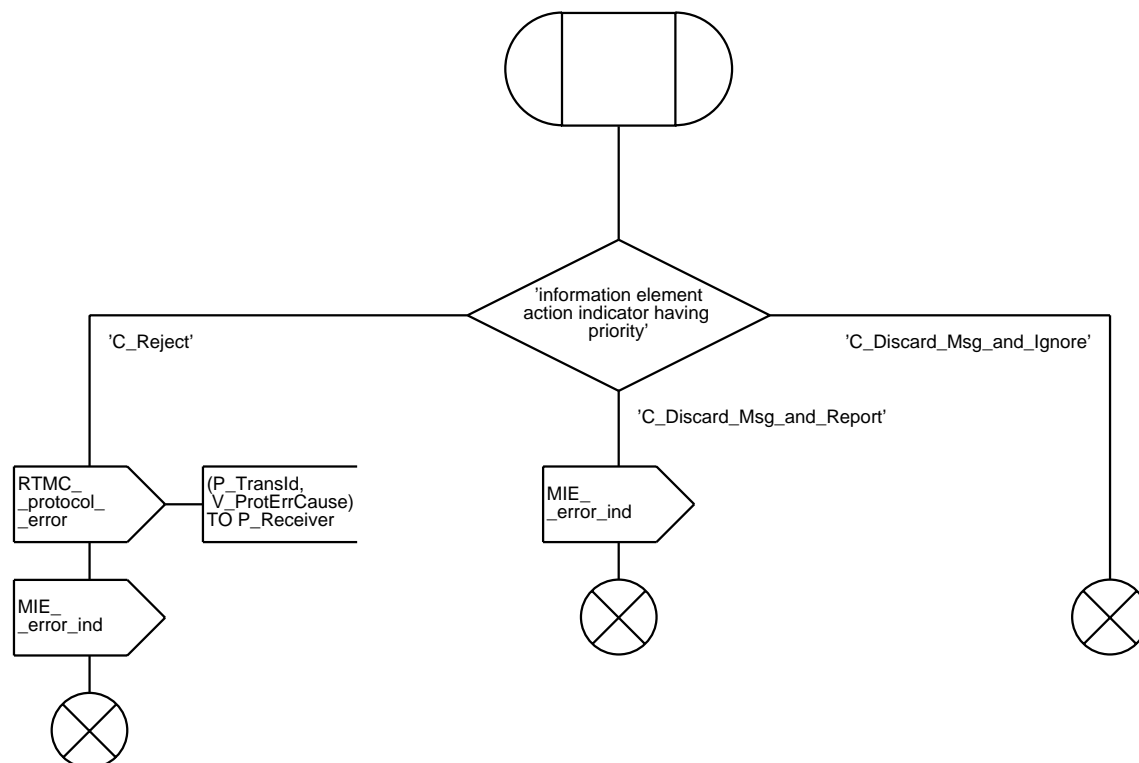 ’information element
action indicator having
priority’
’C_Reject’
’C_Discard_Msg_and_Ignore’
’C_Discard_Msg_and_Report’
RTMC_
_protocol_
_error
(P_TransId,
V_ProtErrCause)
TO P_Receiver
MIE_
_error_ind
MIE_
_error_ind